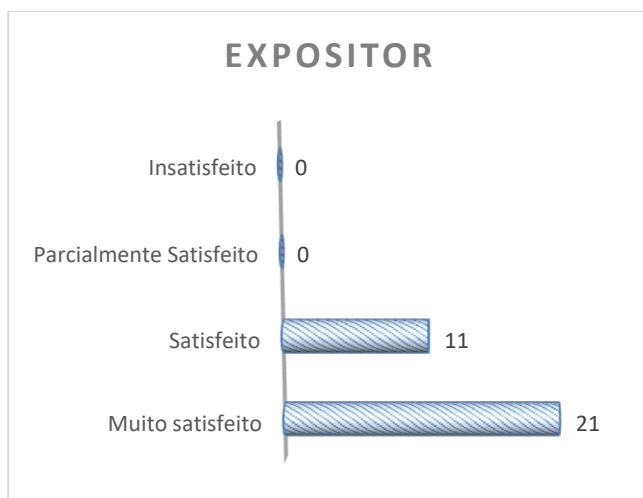 EXPOSITOR
Insatisfeito 0
Parcialmente Satisfeito 0
Satisfeito 11
Muito satisfeito 21